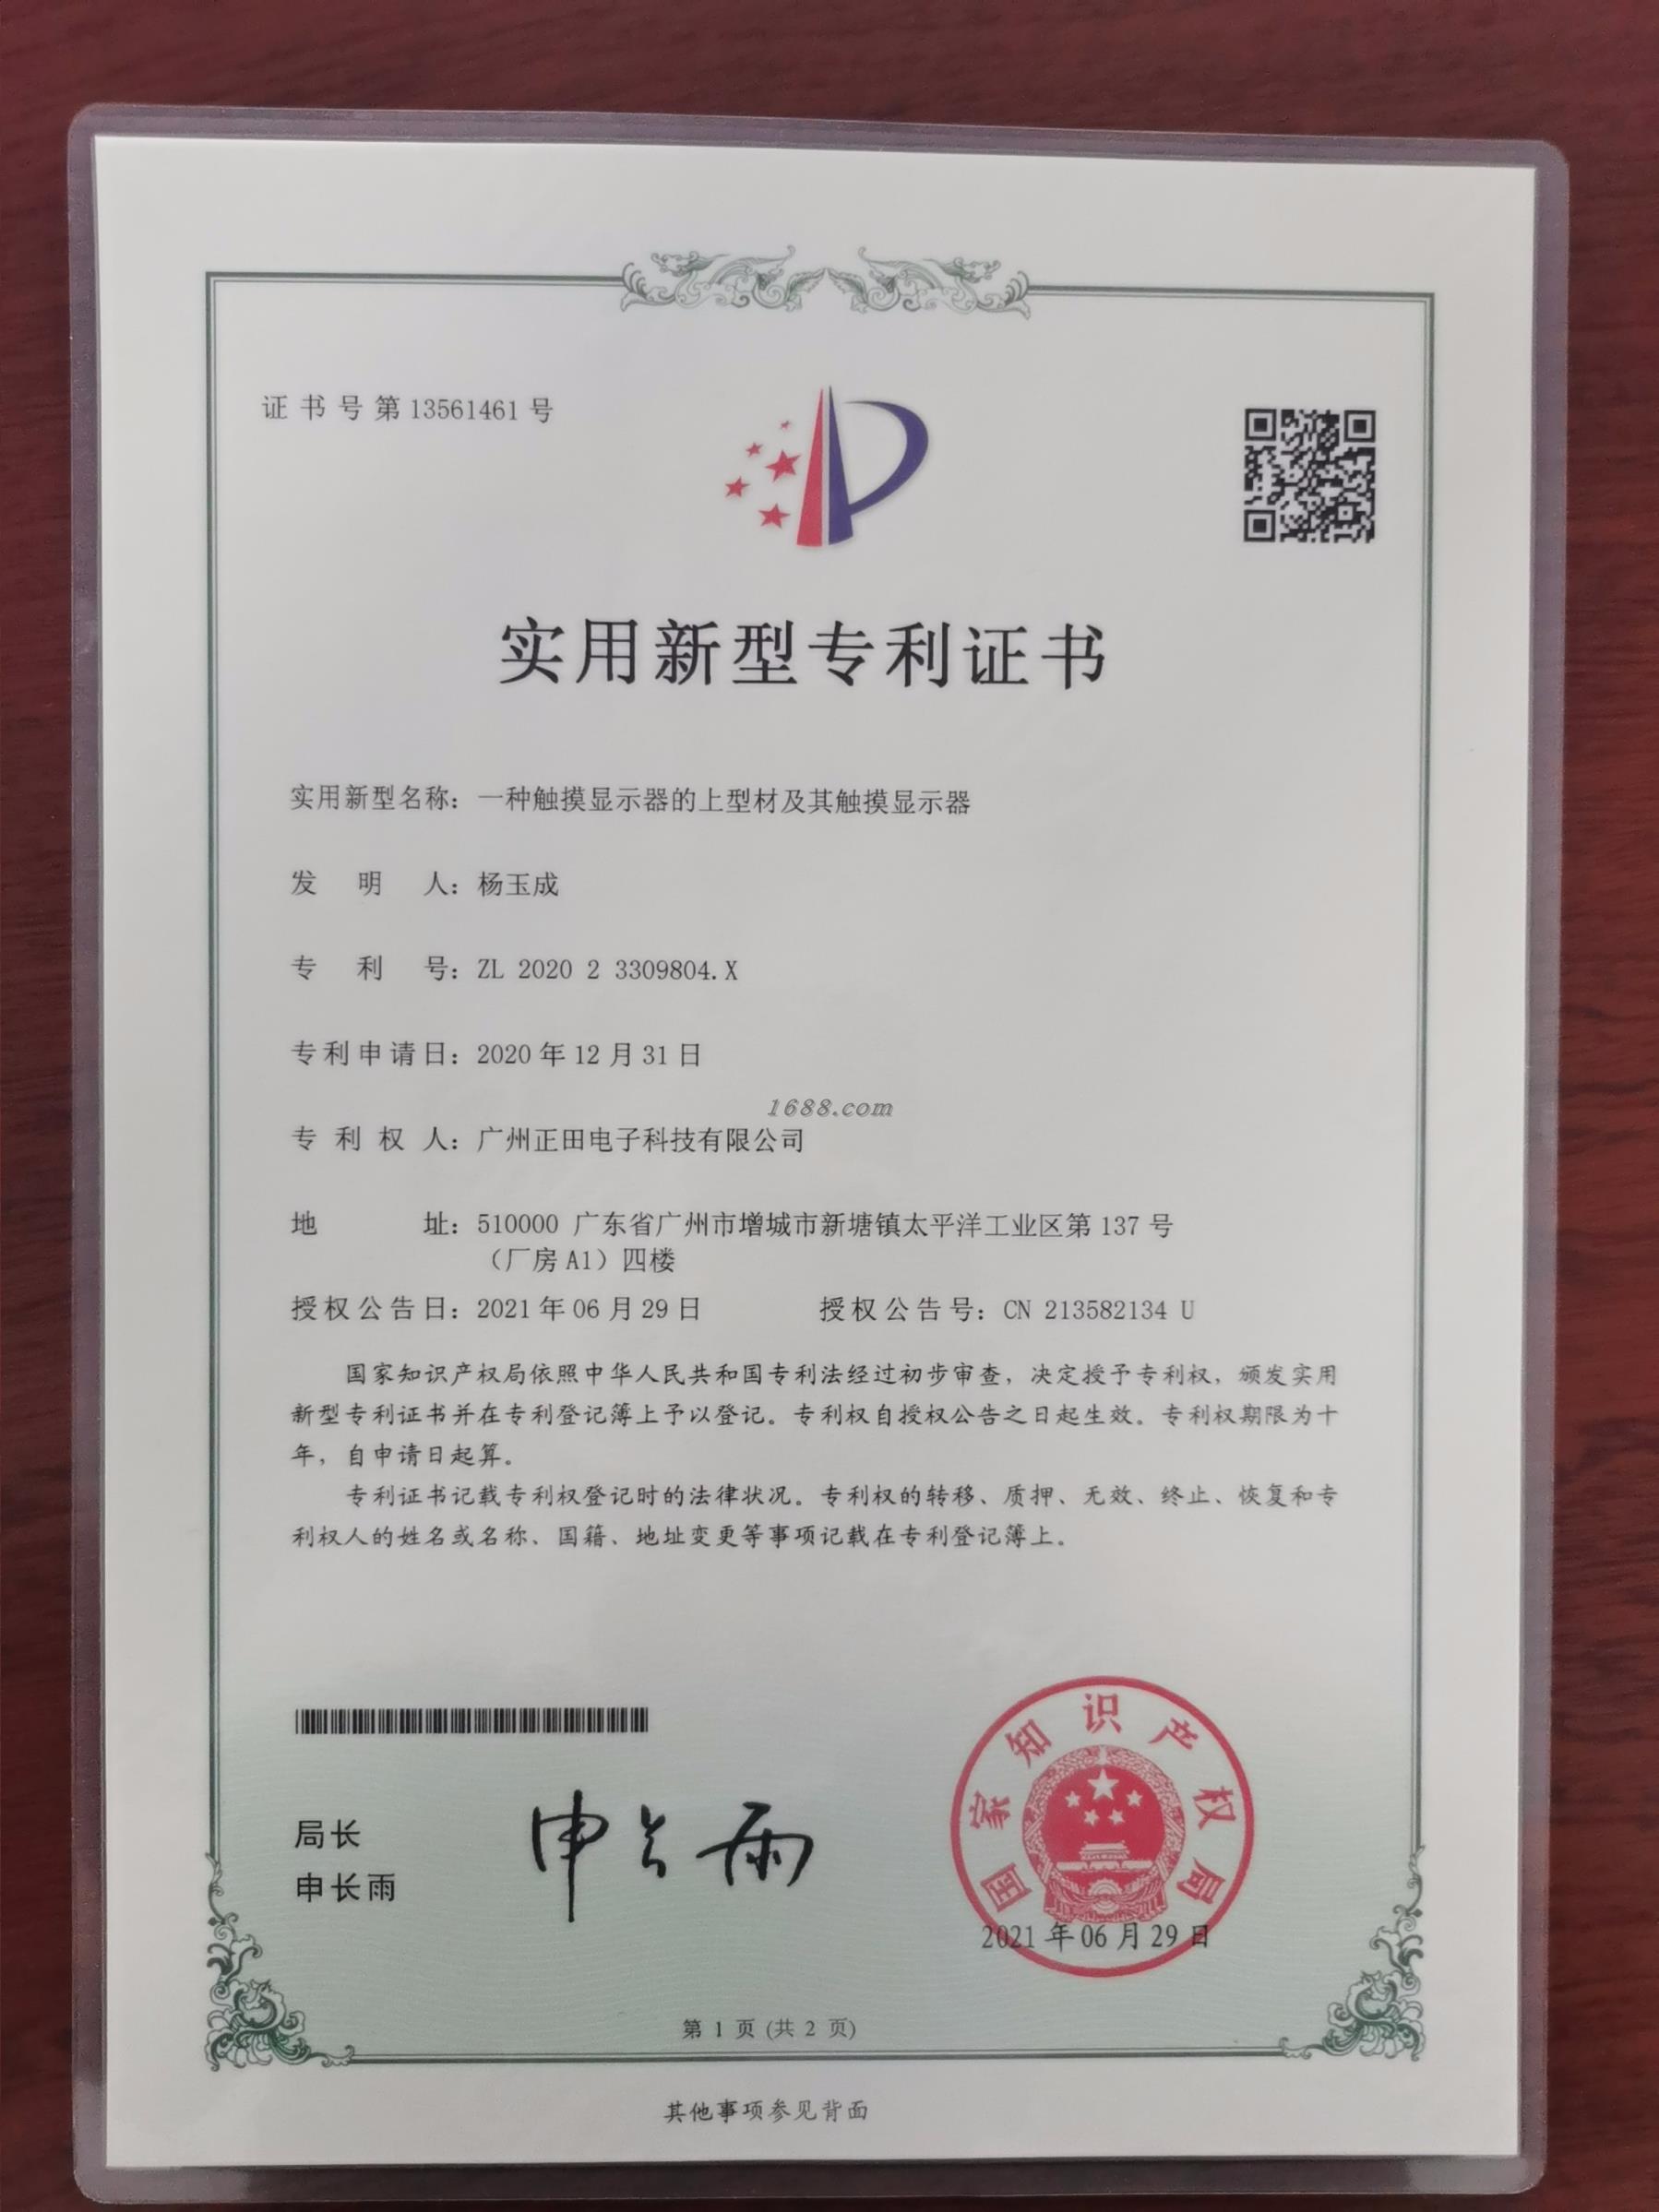 证书号第13561461号
实用新型专利证书
实用新型名称：一种触摸显示器的上型材及其触摸显示器
发明人：杨玉成
专利号：ZL 2020 2 3309804.X
专利申请日：2020年12月31日
1688.com
专利权人：广州正田电子科技有限公司
地址：510000 广东省广州市增城市新塘镇太平洋工业区第137号
（厂房A1）四楼
授权公告日：2021年06月29日 授权公告号：CN 213582134 U
国家知识产权局依照中华人民共和国专利法经过初步审查，决定授予专利权，颁发实用
新型专利证书并在专利登记簿上予以登记。专利权自授权公告之日起生效。专利权期限为十
年，自申请日起算。
专利证书记载专利权登记时的法律状况。专利权的转移、质押、无效、终止、恢复和专
利权人的姓名或名称、国籍、地址变更等事项记载在专利登记簿上。
局长
申长雨
申长雨
国家知识产权局
2021年06月29日
第1页(共2页)
其他事项参见背面